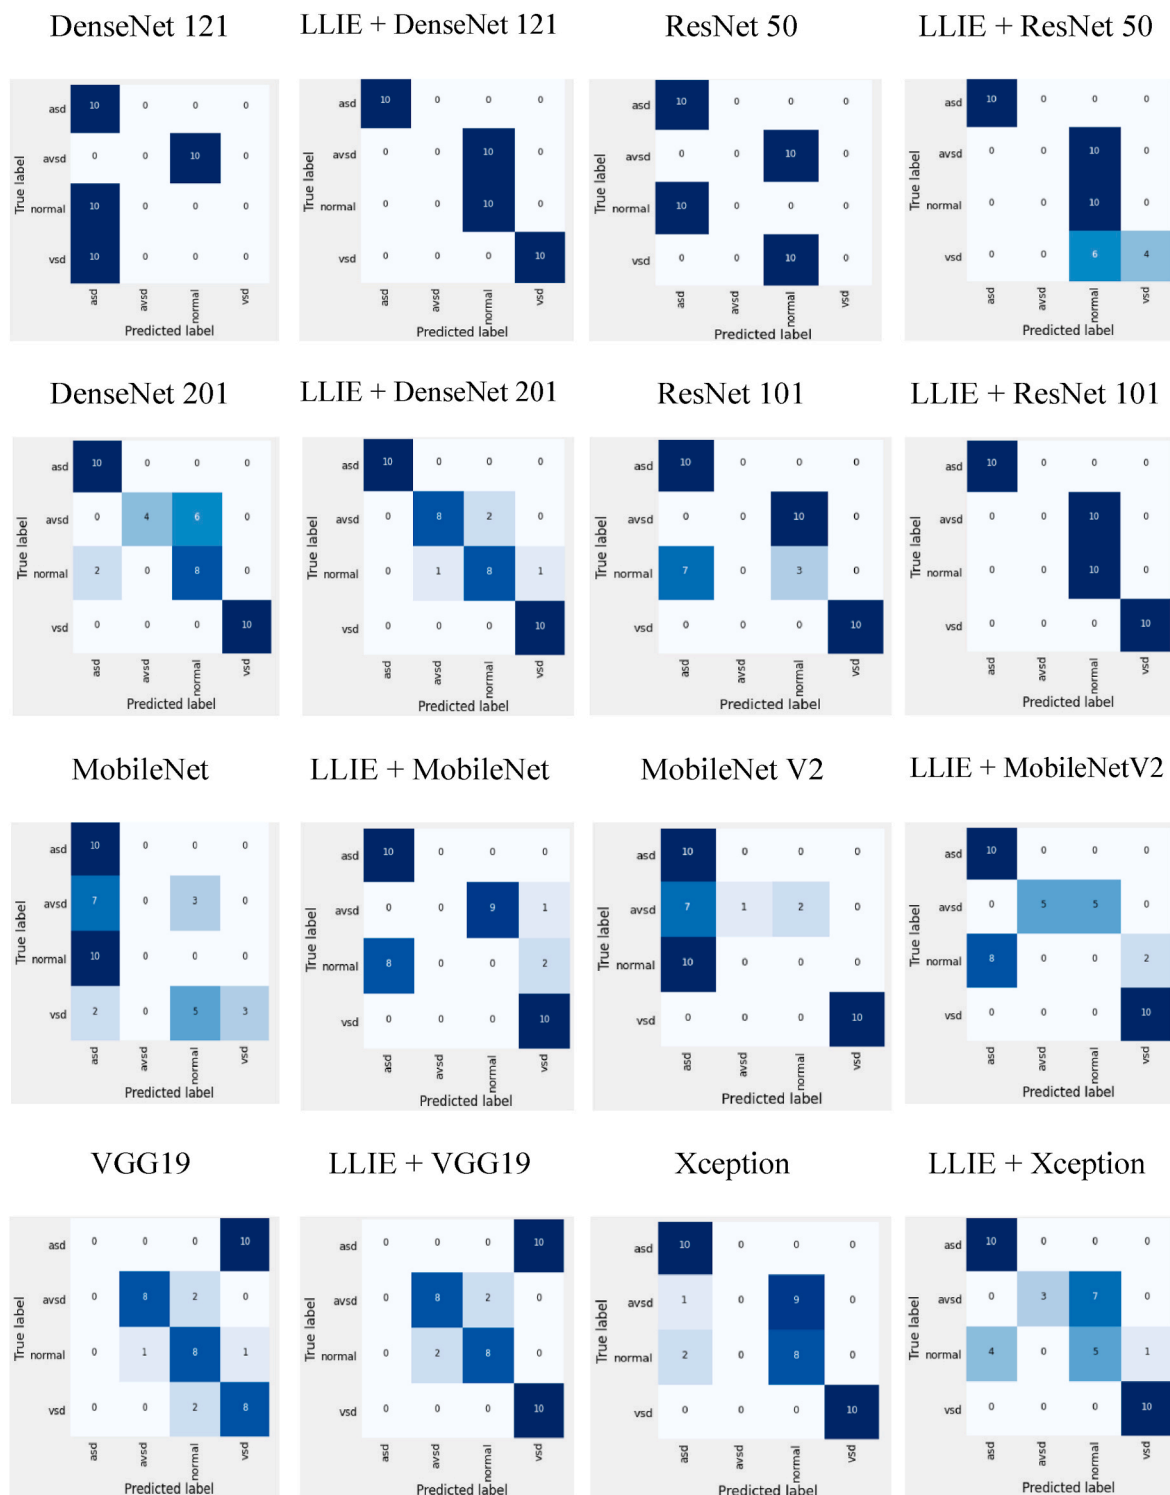 DenseNet 121 LLIE + DenseNet 121 ResNet 50 LLIE + ResNet 50
True label
asd 10 0 0 0
avsd 0 0 10 0
normal 10 0 0 0
vsd 10 0 0 0
asd avsd normal vsd
Predicted label
True label
asd 10 0 0 0
avsd 0 0 10 0
normal 0 0 10 0
vsd 0 0 0 10
asd avsd normal vsd
Predicted label
True label
asd 10 0 0 0
avsd 0 0 10 0
normal 10 0 0 0
vsd 0 0 10 0
asd avsd normal vsd
Predicted label
True label
asd 10 0 0 0
avsd 0 0 10 0
normal 0 0 10 0
vsd 0 0 6 4
asd avsd normal vsd
Predicted label
DenseNet 201 LLIE + DenseNet 201 ResNet 101 LLIE + ResNet 101
True label
asd 10 0 0 0
avsd 0 4 6 0
normal 2 0 8 0
vsd 0 0 0 10
asd avsd normal vsd
Predicted label
True label
asd 10 0 0 0
avsd 0 8 2 0
normal 0 1 8 1
vsd 0 0 0 10
asd avsd normal vsd
Predicted label
True label
asd 10 0 0 0
avsd 0 0 10 0
normal 7 0 3 0
vsd 0 0 0 10
asd avsd normal vsd
Predicted label
True label
asd 10 0 0 0
avsd 0 0 10 0
normal 0 0 10 0
vsd 0 0 0 10
asd avsd normal vsd
Predicted label
MobileNet LLIE + MobileNet MobileNet V2 LLIE + MobileNetV2
True label
asd 10 0 0 0
avsd 7 0 3 0
normal 10 0 0 0
vsd 2 0 5 3
asd avsd normal vsd
Predicted label
True label
asd 10 0 0 0
avsd 0 0 9 1
normal 8 0 0 2
vsd 0 0 0 10
asd avsd normal vsd
Predicted label
True label
asd 10 0 0 0
avsd 7 1 2 0
normal 10 0 0 0
vsd 0 0 0 10
asd avsd normal vsd
Predicted label
True label
asd 10 0 0 0
avsd 0 5 5 0
normal 8 0 0 2
vsd 0 0 0 10
asd avsd normal vsd
Predicted label
VGG19 LLIE + VGG19 Xception LLIE + Xception
True label
asd 0 0 0 10
avsd 0 8 2 0
normal 0 1 8 1
vsd 0 0 2 8
asd avsd normal vsd
Predicted label
True label
asd 0 0 0 10
avsd 0 8 2 0
normal 0 2 8 0
vsd 0 0 0 10
asd avsd normal vsd
Predicted label
True label
asd 10 0 0 0
avsd 1 0 9 0
normal 2 0 8 0
vsd 0 0 0 10
asd avsd normal vsd
Predicted label
True label
asd 10 0 0 0
avsd 0 3 7 0
normal 4 0 5 1
vsd 0 0 0 10
asd avsd normal vsd
Predicted label